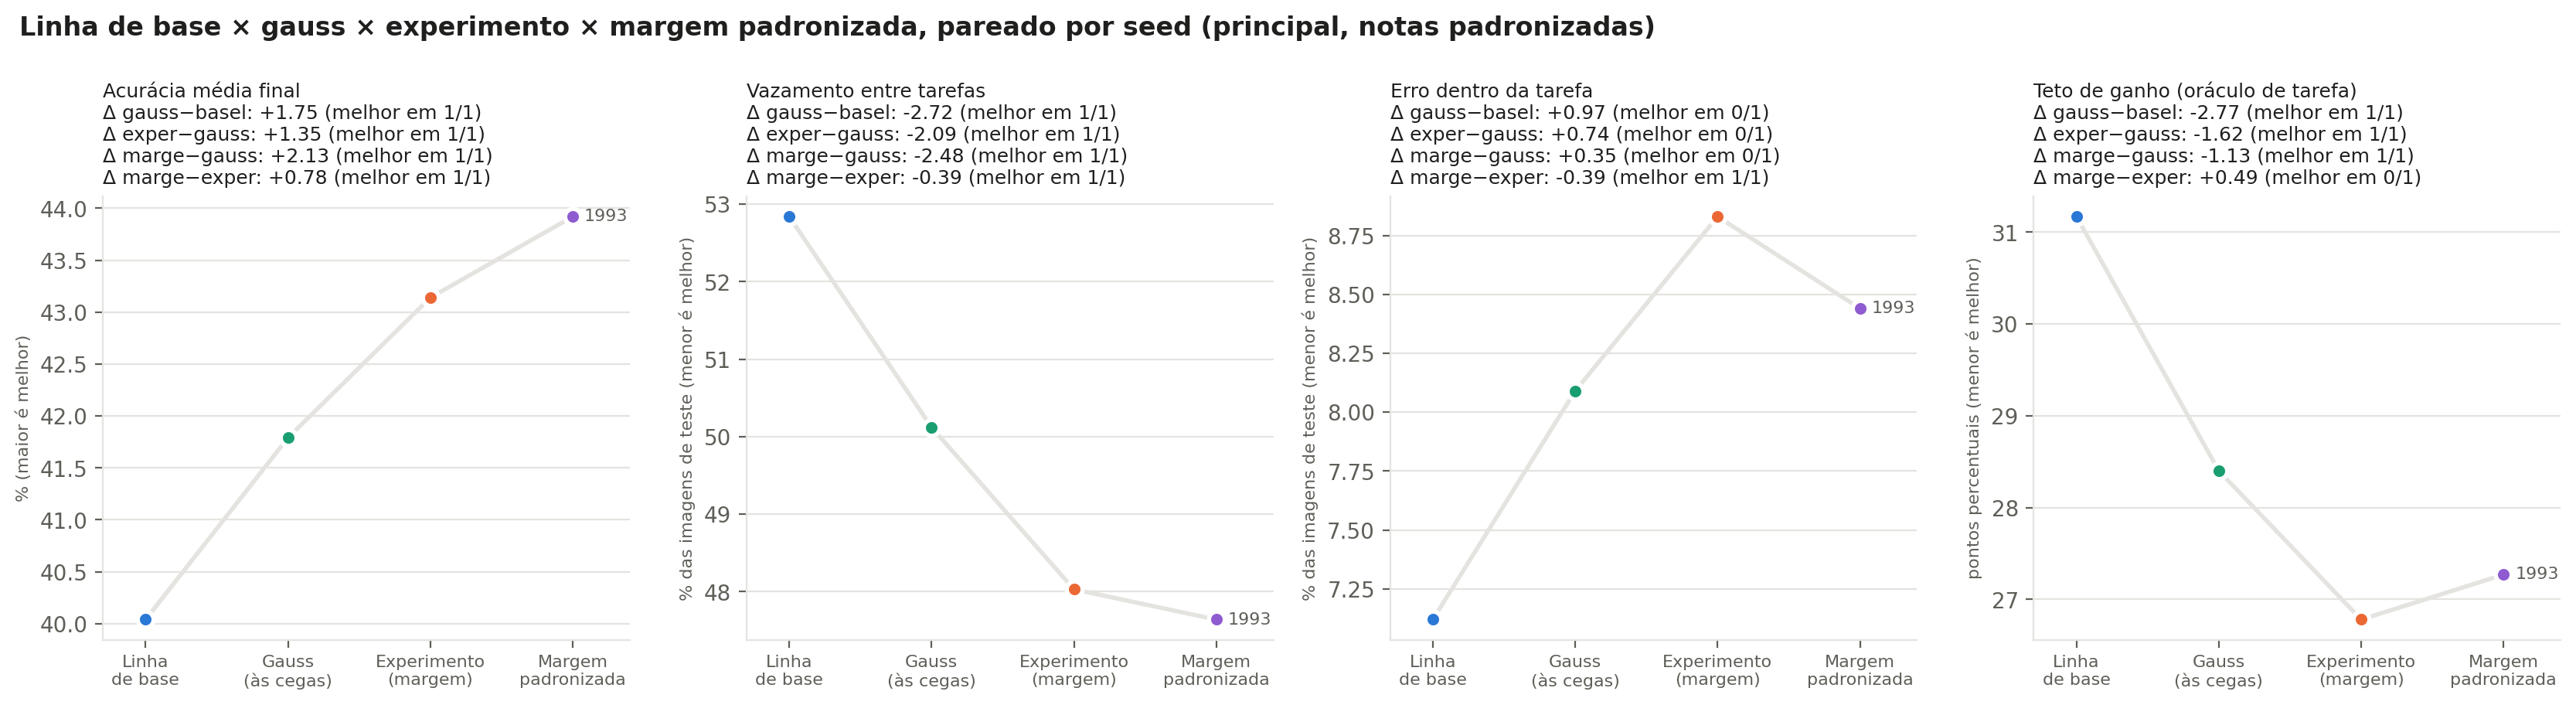 Linha de base × gauss × experimento × margem padronizada, pareado por seed (principal, notas padronizadas)
Acurácia média final
Δ gauss−basel: +1.75 (melhor em 1/1)
Δ exper−gauss: +1.35 (melhor em 1/1)
Δ marge−gauss: +2.13 (melhor em 1/1)
Δ marge−exper: +0.78 (melhor em 1/1)
% (maior é melhor)
44.0
43.5
43.0
42.5
42.0
41.5
41.0
40.5
40.0
1993
Linha
de base
Gauss
(às cegas)
Experimento
(margem)
Margem
padronizada
Vazamento entre tarefas
Δ gauss−basel: -2.72 (melhor em 1/1)
Δ exper−gauss: -2.09 (melhor em 1/1)
Δ marge−gauss: -2.48 (melhor em 1/1)
Δ marge−exper: -0.39 (melhor em 1/1)
% das imagens de teste (menor é melhor)
53
52
51
50
49
48
1993
Linha
de base
Gauss
(às cegas)
Experimento
(margem)
Margem
padronizada
Erro dentro da tarefa
Δ gauss−basel: +0.97 (melhor em 0/1)
Δ exper−gauss: +0.74 (melhor em 0/1)
Δ marge−gauss: +0.35 (melhor em 0/1)
Δ marge−exper: -0.39 (melhor em 1/1)
% das imagens de teste (menor é melhor)
8.75
8.50
8.25
8.00
7.75
7.50
7.25
1993
Linha
de base
Gauss
(às cegas)
Experimento
(margem)
Margem
padronizada
Teto de ganho (oráculo de tarefa)
Δ gauss−basel: -2.77 (melhor em 1/1)
Δ exper−gauss: -1.62 (melhor em 1/1)
Δ marge−gauss: -1.13 (melhor em 1/1)
Δ marge−exper: +0.49 (melhor em 0/1)
pontos percentuais (menor é melhor)
31
30
29
28
27
1993
Linha
de base
Gauss
(às cegas)
Experimento
(margem)
Margem
padronizada